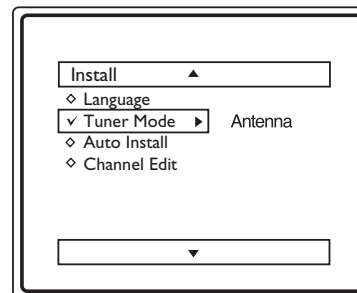 Install
Language
Tuner Mode Antenna
Auto Install
Channel Edit